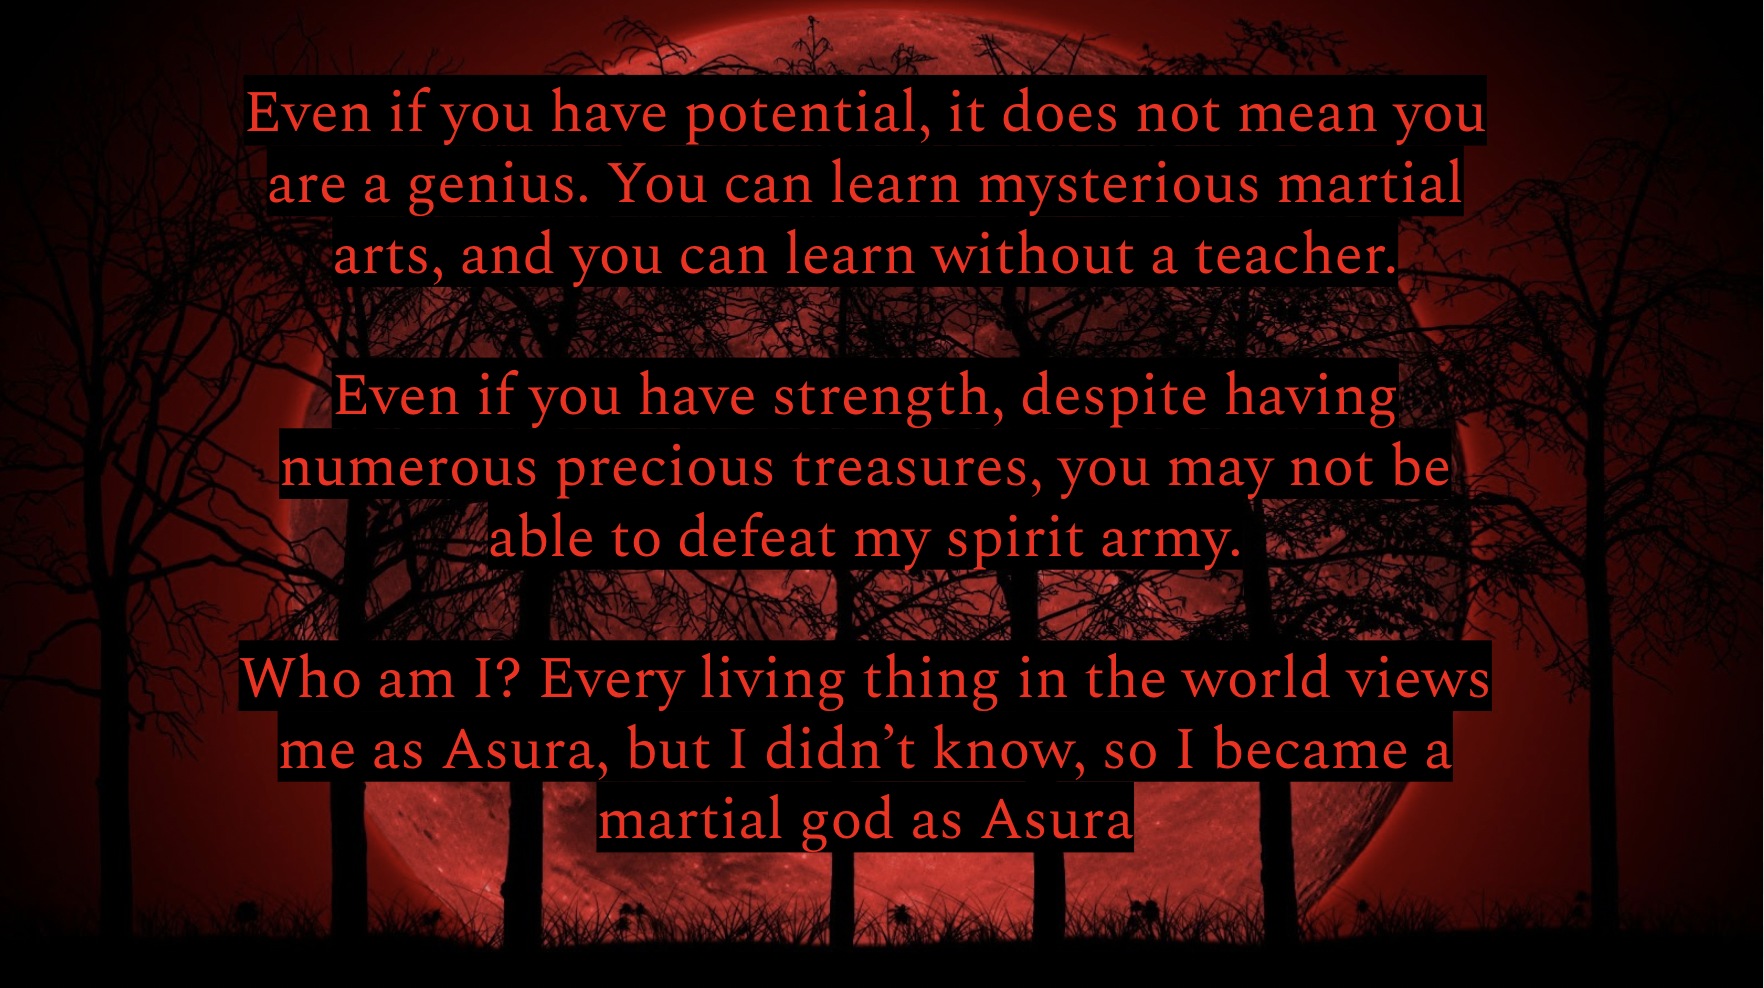 Even if you have potential, it does not mean you
are a genius. You can learn mysterious martial
arts, and you can learn without a teacher.
Even if you have strength, despite having
numerous precious treasures, you may not be
able to defeat my spirit army.
Who am I? Every living thing in the world views
me as Asura, but I didn’t know, so I became a
martial god as Asura